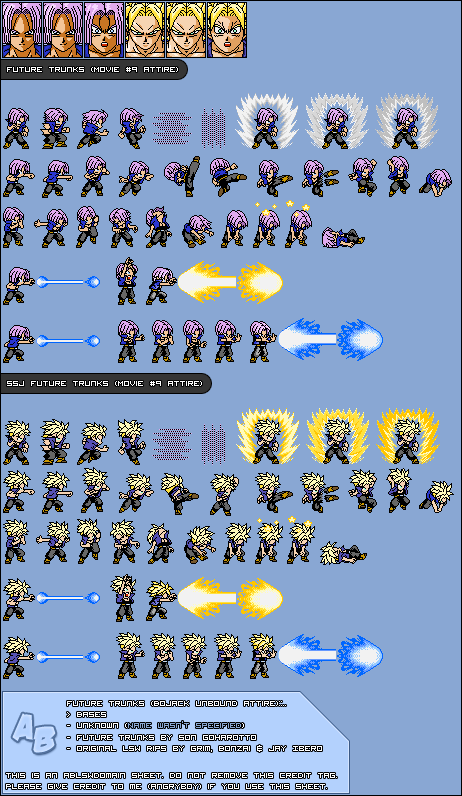 FUTURE TRUNKS (MOVIE #9 ATTIRE)
SSJ FUTURE TRUNKS (MOVIE #9 ATTIRE)
FUTURE TRUNKS (BOJACK UNBOUND ATTIRE)...
> BASES
- UNKNOWN (NAME WASN'T SPECIFIED)
- FUTURE TRUNKS BY SON GOHAROTTO
- ORIGINAL LSW RIPS BY GRIM, BONZAI & JAY IBERO
AB
THIS IS AN ABLSWDOMAIN SHEET. DO NOT REMOVE THIS CREDIT TAG.
PLEASE GIVE CREDIT TO ME (ANGRYBOY) IF YOU USE THIS SHEET.